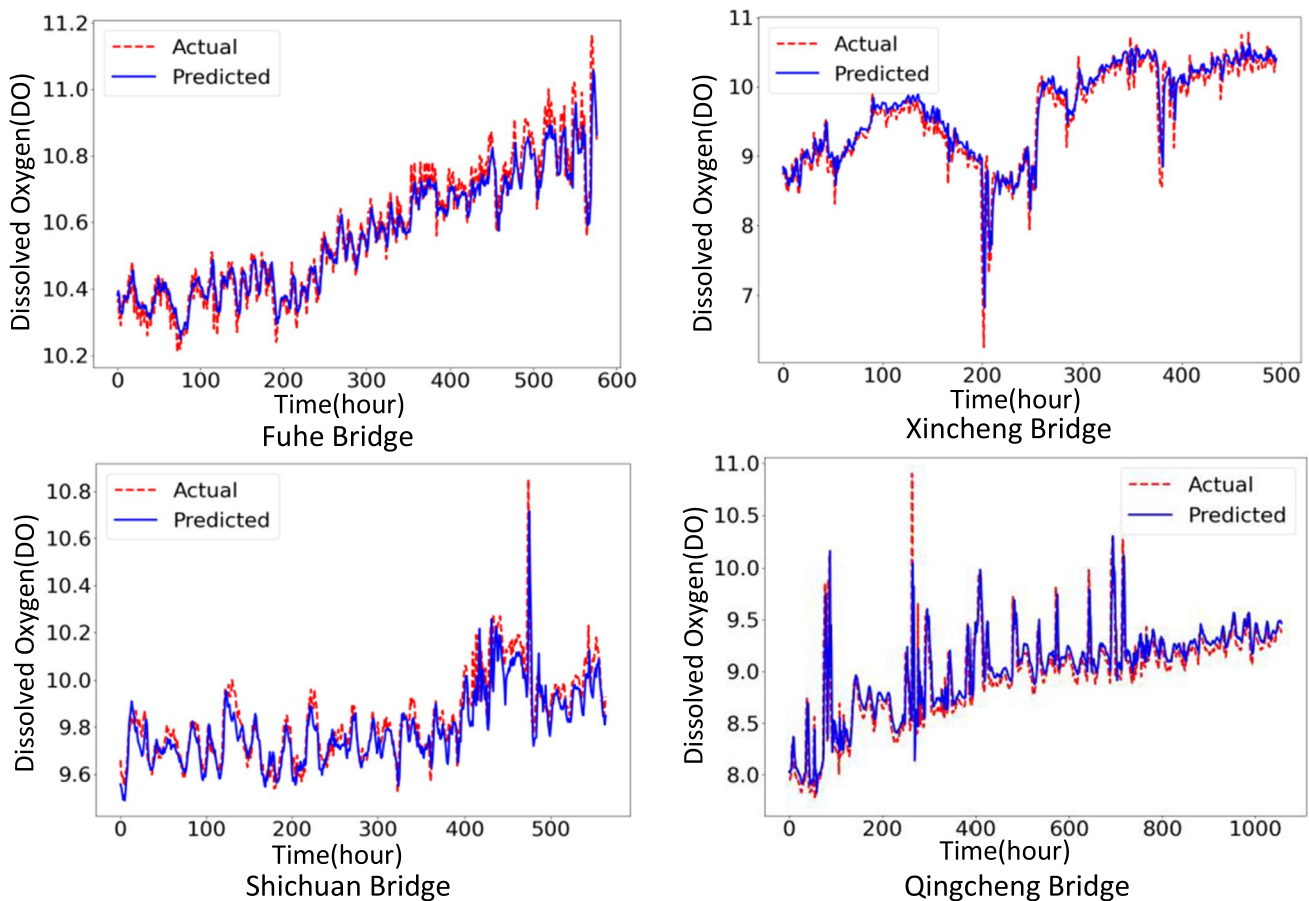 Dissolved Oxygen(DO)
11.2
11.0
10.8
10.6
10.4
10.2
Actual
Predicted
0 100 200 300 400 500 600
Time(hour)
Fuhe Bridge
Dissolved Oxygen(DO)
11
10
9
8
7
Actual
Predicted
0 100 200 300 400 500
Time(hour)
Xincheng Bridge
Dissolved Oxygen(DO)
10.8
10.6
10.4
10.2
10.0
9.8
9.6
Actual
Predicted
0 100 200 300 400 500
Time(hour)
Shichuan Bridge
Dissolved Oxygen(DO)
11.0
10.5
10.0
9.5
9.0
8.5
8.0
Actual
Predicted
0 200 400 600 800 1000
Time(hour)
Qingcheng Bridge